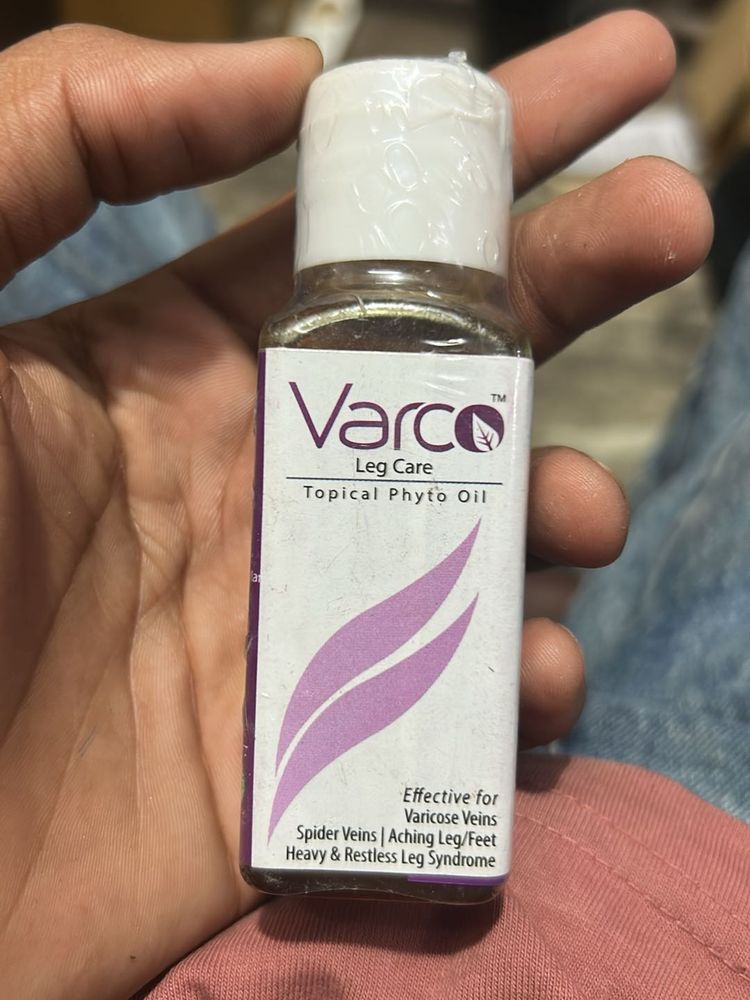 Varco™
Leg Care
Topical Phyto Oil
Effective for
Varicose Veins
Spider Veins | Aching Leg/Feet
Heavy & Restless Leg Syndrome